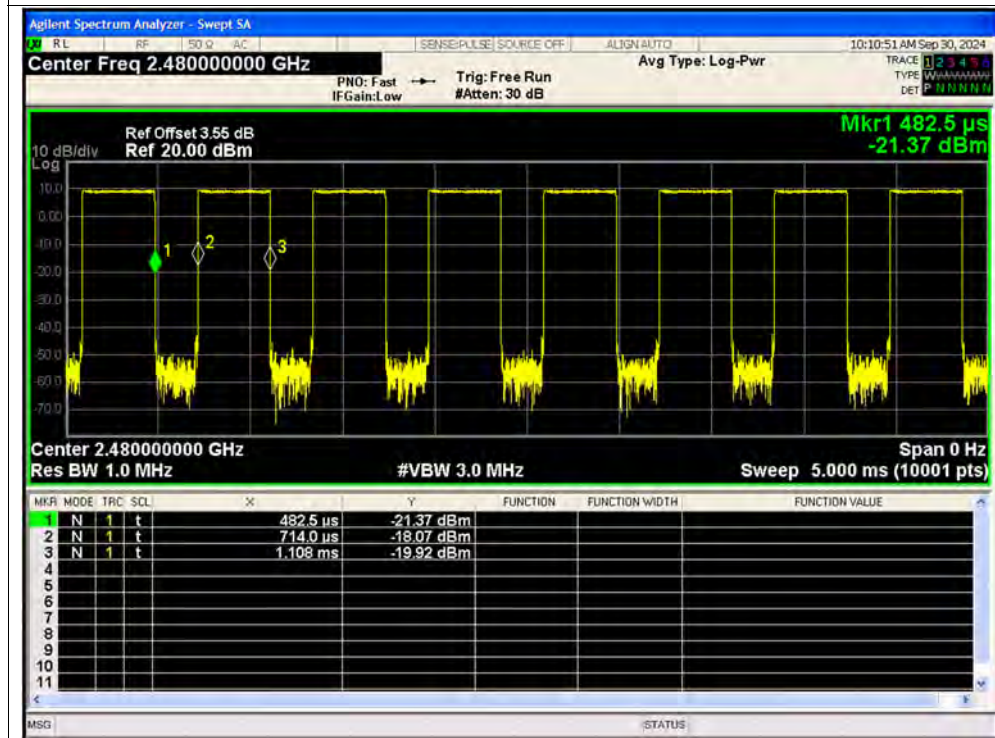 Agilent Spectrum Analyzer - Swept SA
RL RF 50 Ω AC SENSE:PULSE SOURCE OFF ALIGN AUTO 10:10:51 AM Sep 30, 2024
Center Freq 2.480000000 GHz
Avg Type: Log-Pwr
TRACE 1 2 3 4 5 6
PNO: Fast Trig: Free Run
TYPE W
IFGain:Low #Atten: 30 dB
DET P N N N N N
Mkr1 482.5 µs
Ref Offset 3.55 dB
10 dB/div Ref 20.00 dBm
-21.37 dBm
Log
10.0
0.00
-10.0
1 2 3
-20.0
-30.0
-40.0
-50.0
-60.0
-70.0
Center 2.480000000 GHz Span 0 Hz
Res BW 1.0 MHz #VBW 3.0 MHz Sweep 5.000 ms (10001 pts)
MKR MODE TRC SCL X Y FUNCTION FUNCTION WIDTH FUNCTION VALUE
1 N 1 t 482.5 µs -21.37 dBm
2 N 1 t 714.0 µs -18.07 dBm
3 N 1 t 1.108 ms -19.92 dBm
4
5
6
7
8
9
10
11
MSG STATUS